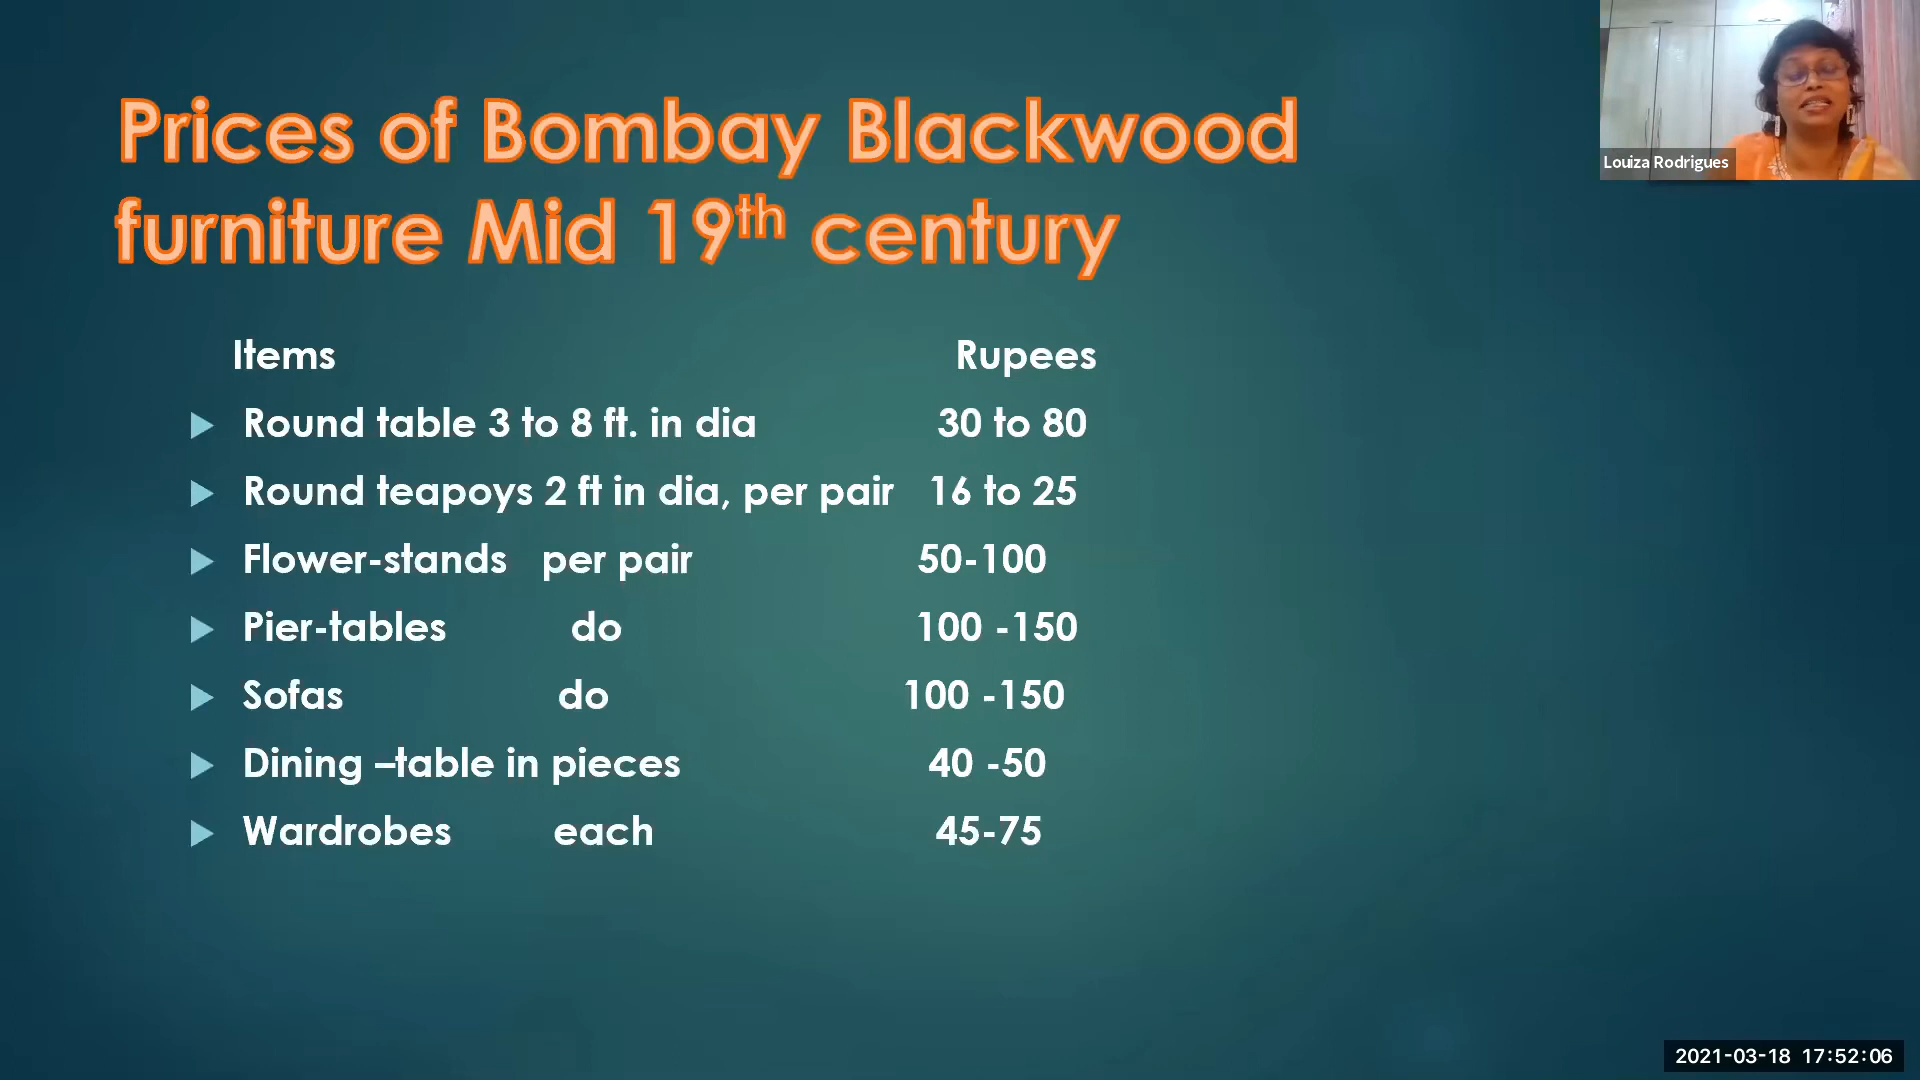 Prices of Bombay Blackwood
furniture Mid 19th century
Louiza Rodrigues
Items Rupees
Round table 3 to 8 ft. in dia 30 to 80
Round teapoys 2 ft in dia, per pair 16 to 25
Flower-stands per pair 50-100
Pier-tables do 100 -150
Sofas do 100 -150
Dining –table in pieces 40 -50
Wardrobes each 45-75
2021-03-18 17:52:06